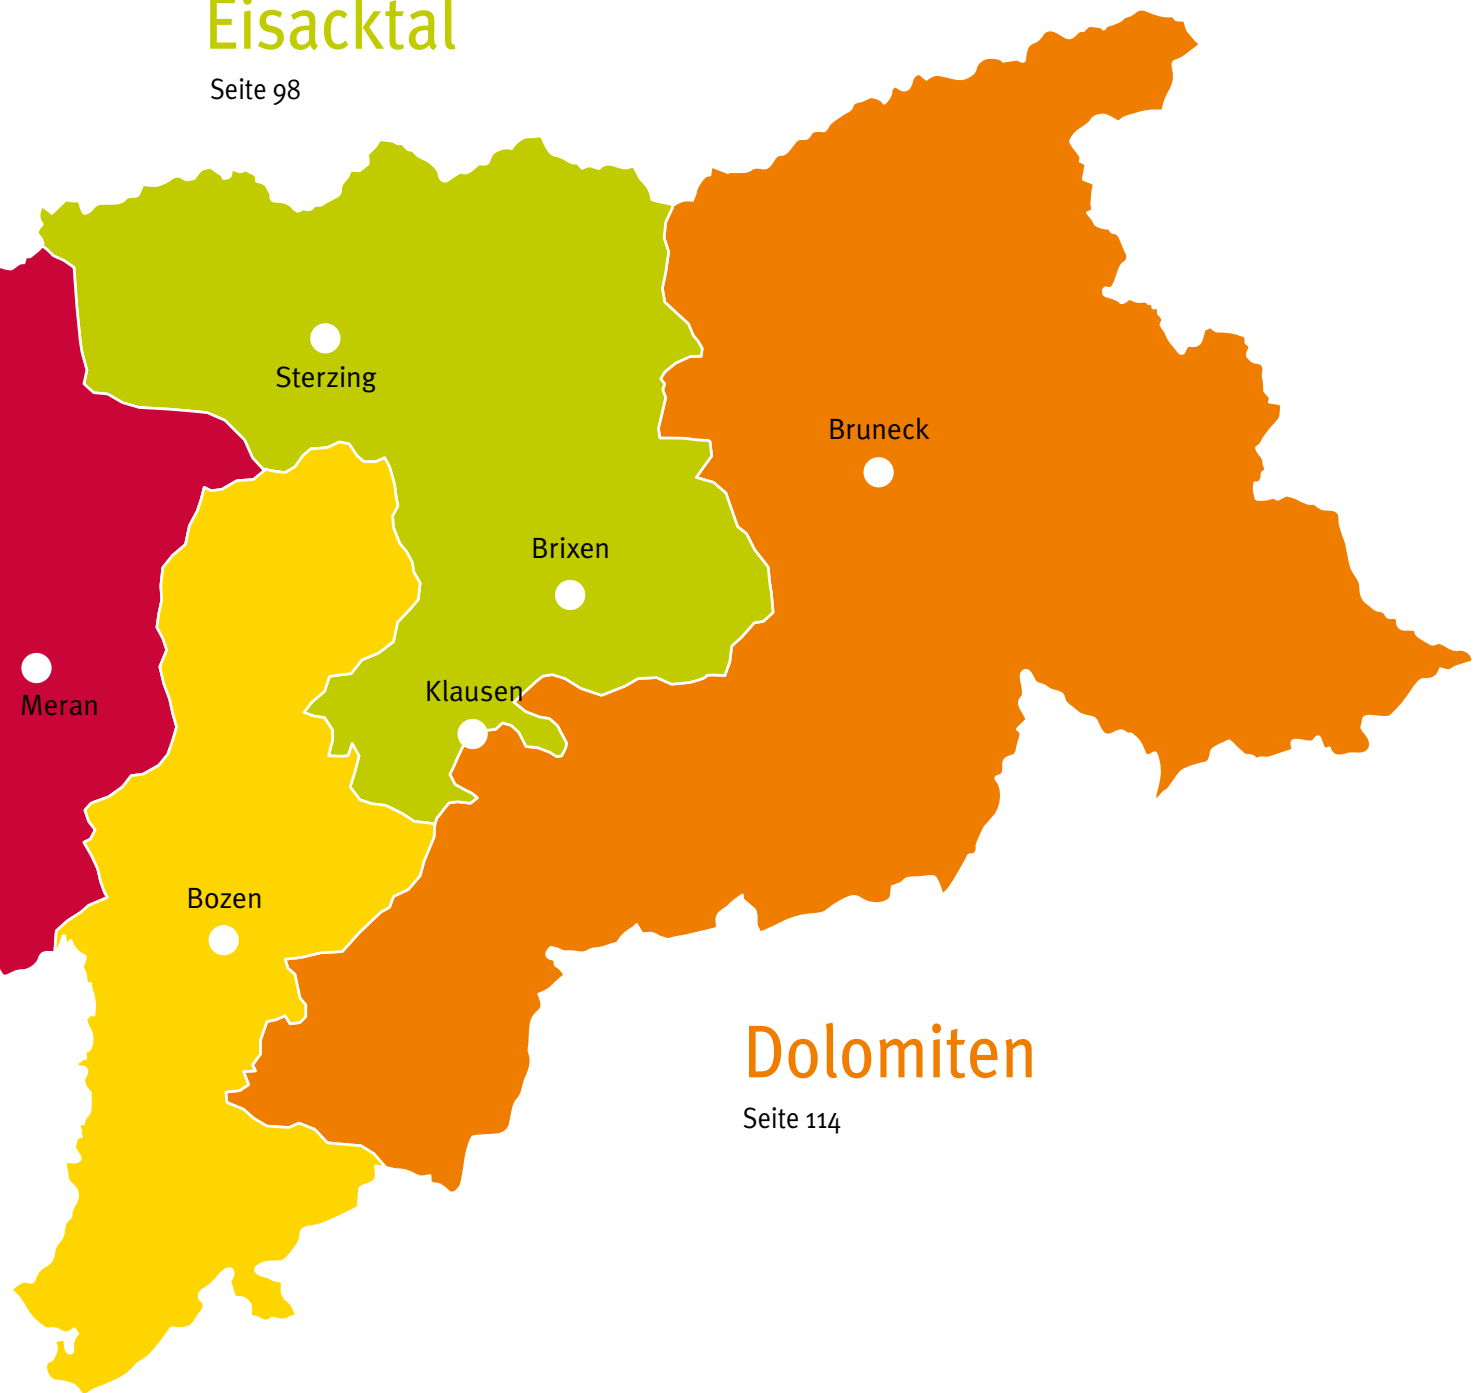 Eisacktal
Seite 98
Sterzing
Bruneck
Brixen
Klausen
Meran
Bozen
Dolomiten
Seite 114